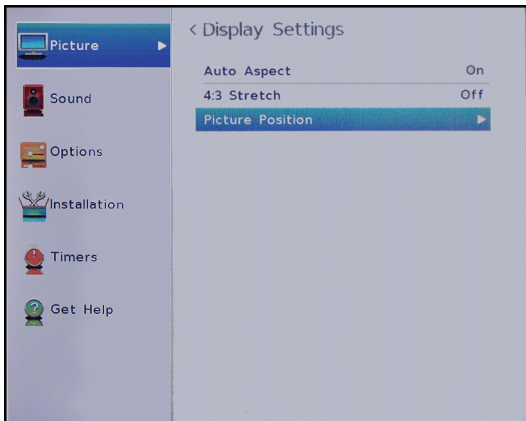 Picture
Sound
Options
Installation
Timers
Get Help
< Display Settings
Auto Aspect On
4:3 Stretch Off
Picture Position